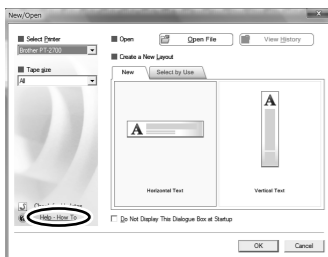 New/Open
Select Printer
Brother PT-2700
Tape size
All
Help - How To
Open
Open File
View History
Create a New Layout
New
Select by Use
A
Horizontal Text
A
Vertical Text
Do Not Display This Dialogue Box at Startup
OK
Cancel